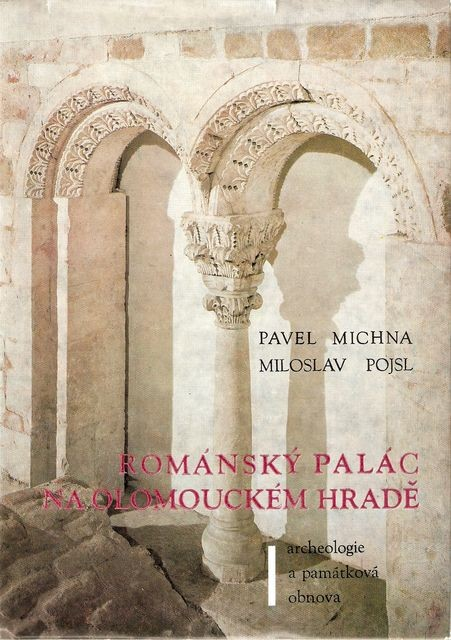 PAVEL MICHNA
MILOSLAV POJSL
ROMÁNSKÝ PALÁC
NA OLOMOUCKÉM HRADĚ
archeologie
a památková
obnova